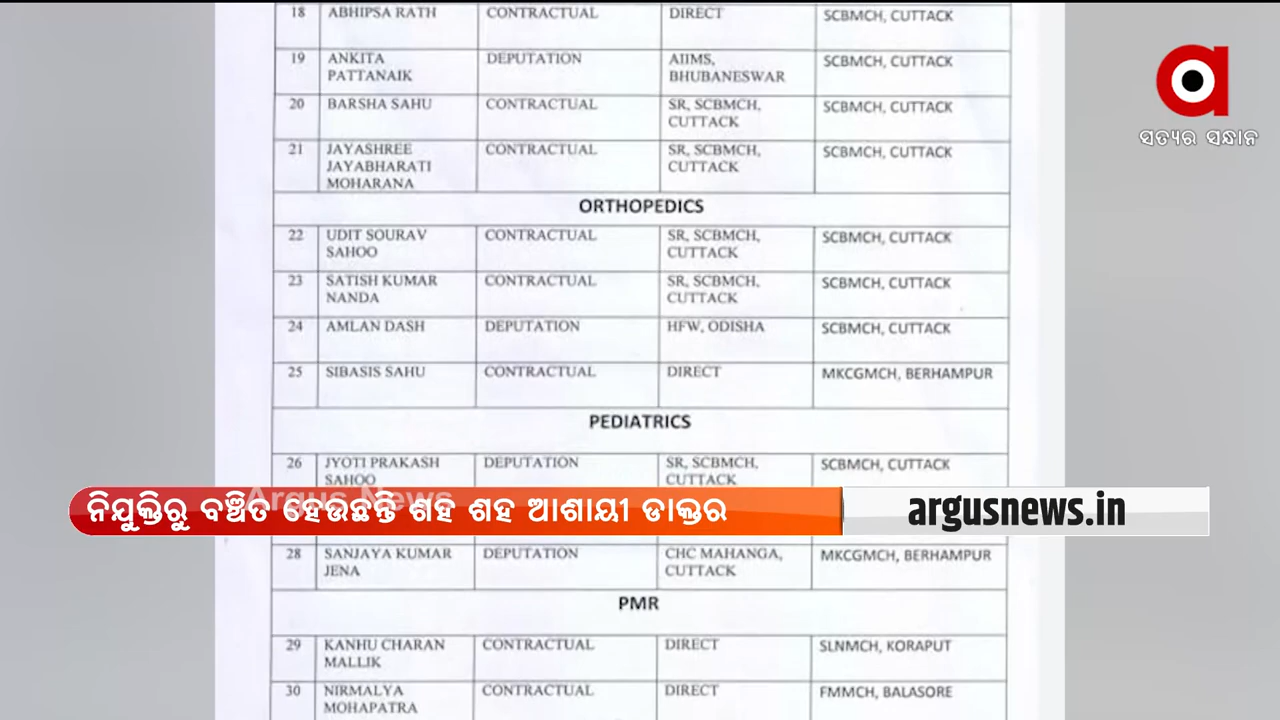 18 ABHIPSA RATH CONTRACTUAL DIRECT SCBMCH, CUTTACK
ସତ୍ୟର ସନ୍ଧାନ
19 ANKITA PATTANAIK DEPUTATION AIIMS, BHUBANESWAR SCBMCH, CUTTACK
20 BARSHA SAHU CONTRACTUAL SR, SCBMCH, CUTTACK SCBMCH, CUTTACK
21 JAYASHREE JAYABHARATI MOHARANA CONTRACTUAL SR, SCBMCH, CUTTACK SCBMCH, CUTTACK
ORTHOPEDICS
22 UDIT SOURAV SAHOO CONTRACTUAL SR, SCBMCH, CUTTACK SCBMCH, CUTTACK
23 SATISH KUMAR NANDA CONTRACTUAL SR, SCBMCH, CUTTACK SCBMCH, CUTTACK
24 AMLAN DASH DEPUTATION HFW, ODISHA SCBMCH, CUTTACK
25 SIBASIS SAHU CONTRACTUAL DIRECT MKCGMCH, BERHAMPUR
PEDIATRICS
26 JYOTI PRAKASH SAHOO DEPUTATION SR, SCBMCH, CUTTACK SCBMCH, CUTTACK
Argus News
ନିଯୁକ୍ତିରୁ ବଞ୍ଚିତ ହେଉଛନ୍ତି ଶହ ଶହ ଆଶାୟୀ ଡାକ୍ତର
argusnews.in
28 SANJAYA KUMAR JENA DEPUTATION CHC MAHANGA, CUTTACK MKCGMCH, BERHAMPUR
PMR
29 KANHU CHARAN MALLIK CONTRACTUAL DIRECT SLNMCH, KORAPUT
30 NIRMALYA MOHAPATRA CONTRACTUAL DIRECT FMMCH, BALASORE